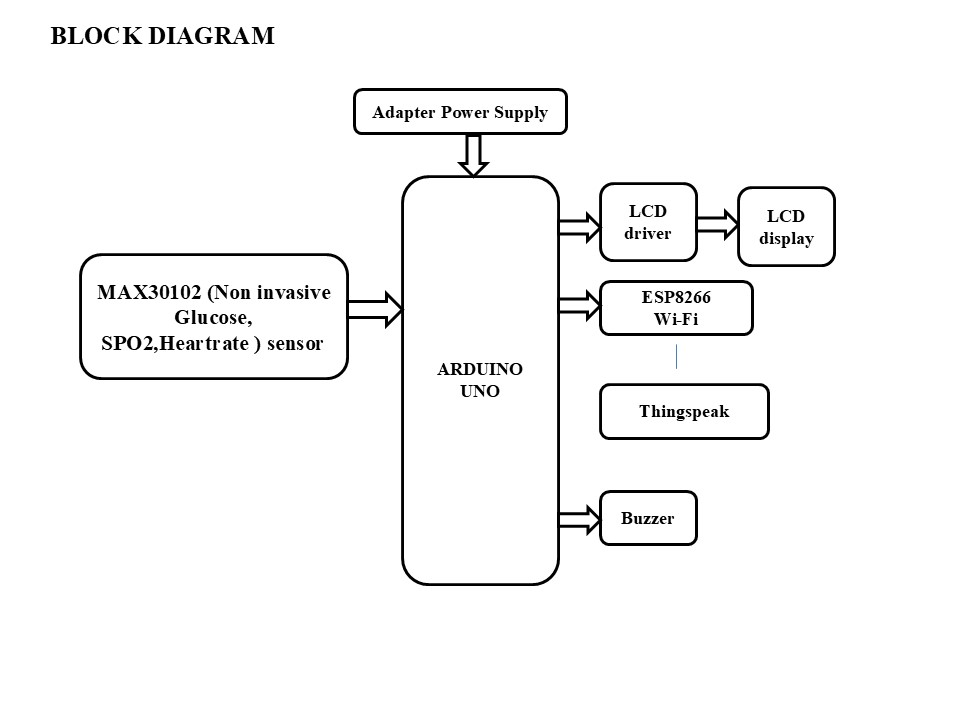 BLOCK DIAGRAM
Adapter Power Supply
LCD
driver
LCD
display
MAX30102 (Non invasive
Glucose,
SPO2,Heartrate ) sensor
ESP8266
Wi-Fi
ARDUINO
UNO
Thingspeak
Buzzer